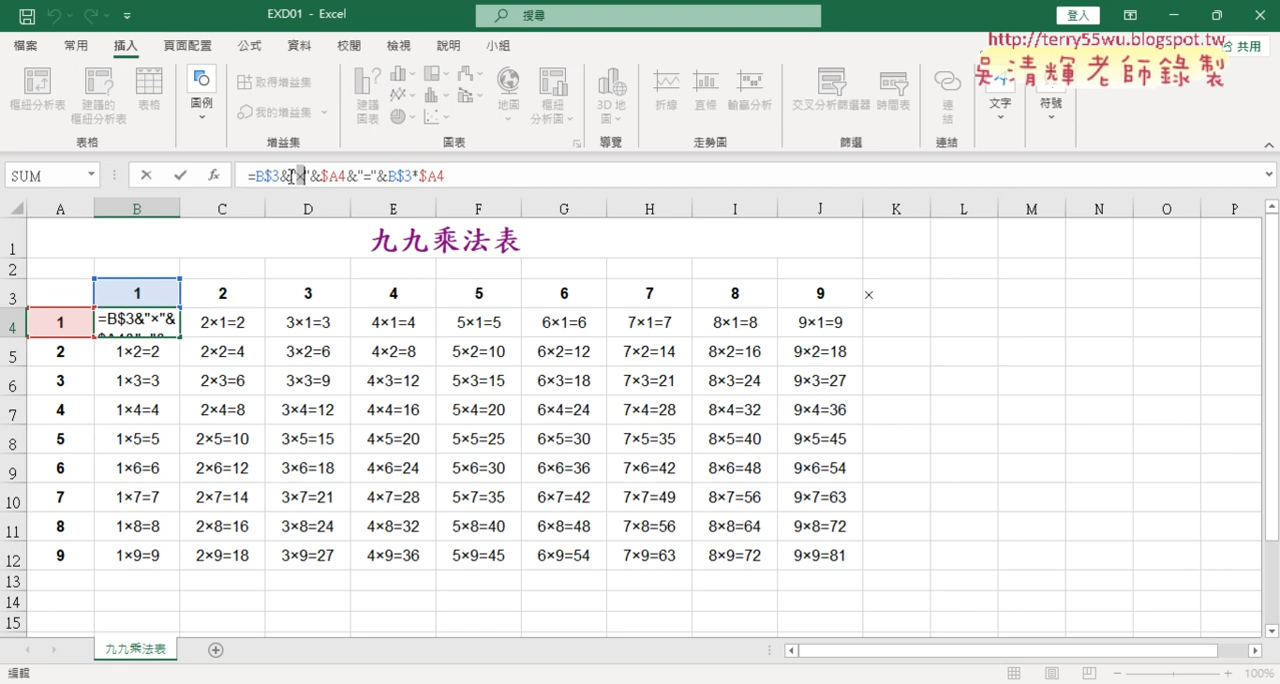 EXD01 - Excel
搜尋
登入
檔案 常用 插入 頁面配置 公式 資料 校閱 檢視 說明 小組
共用
http://terry55wu.blogspot.tw
吳清輝老師錄製
樞紐分析表 建議的樞紐分析表 表格
圖例
取得增益集
我的增益集
建議圖表
地圖 樞紐分析圖
3D 地圖
折線 直條 輸贏分析
交叉分析篩選器 時間表
連結
文字 符號
表格 增益集 圖表 導覽 走勢圖 篩選 連結
SUM
fx
=B$3&"×"&$A4&"="&B$3*$A4
A B C D E F G H I J K L M N O P
1 九九乘法表
2
3 1 2 3 4 5 6 7 8 9 ×
4 1 =B$3&"×"& 2×1=2 3×1=3 4×1=4 5×1=5 6×1=6 7×1=7 8×1=8 9×1=9
5 2 1×2=2 2×2=4 3×2=6 4×2=8 5×2=10 6×2=12 7×2=14 8×2=16 9×2=18
6 3 1×3=3 2×3=6 3×3=9 4×3=12 5×3=15 6×3=18 7×3=21 8×3=24 9×3=27
7 4 1×4=4 2×4=8 3×4=12 4×4=16 5×4=20 6×4=24 7×4=28 8×4=32 9×4=36
8 5 1×5=5 2×5=10 3×5=15 4×5=20 5×5=25 6×5=30 7×5=35 8×5=40 9×5=45
9 6 1×6=6 2×6=12 3×6=18 4×6=24 5×6=30 6×6=36 7×6=42 8×6=48 9×6=54
10 7 1×7=7 2×7=14 3×7=21 4×7=28 5×7=35 6×7=42 7×7=49 8×7=56 9×7=63
11 8 1×8=8 2×8=16 3×8=24 4×8=32 5×8=40 6×8=48 7×8=56 8×8=64 9×8=72
12 9 1×9=9 2×9=18 3×9=27 4×9=36 5×9=45 6×9=54 7×9=63 8×9=72 9×9=81
13
14
15
九九乘法表
編輯
100%